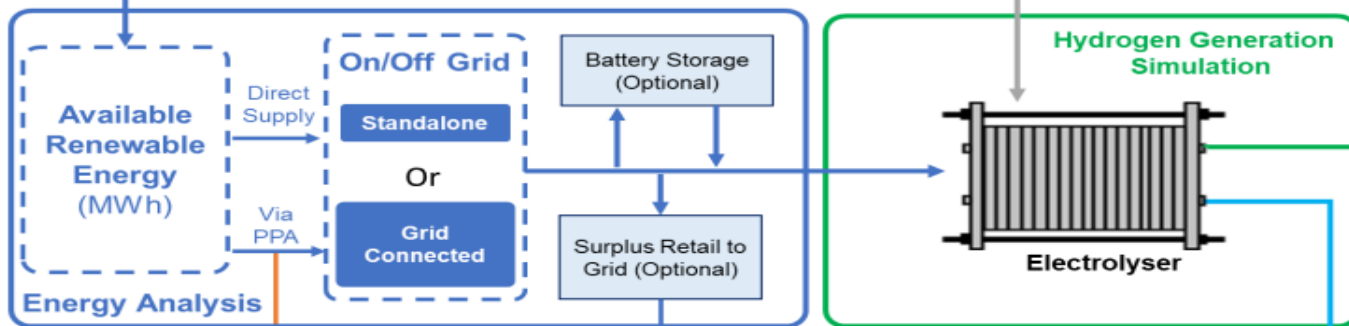 Available
Renewable
Energy
(MWh)
Direct
Supply
Via
PPA
On/Off Grid
Standalone
Or
Grid
Connected
Battery Storage
(Optional)
Surplus Retail to
Grid (Optional)
Energy Analysis
Hydrogen Generation
Simulation
Electrolyser